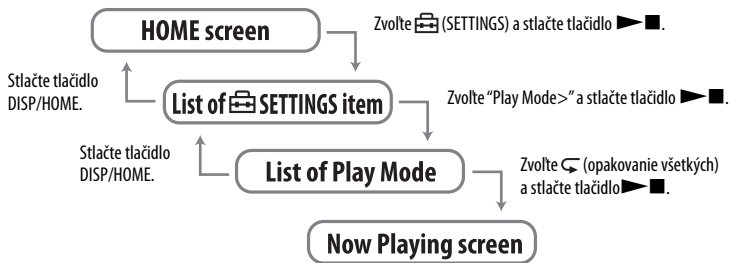 HOME screen
Zvoľte (SETTINGS) a stlačte tlačidlo ►■.
Stlačte tlačidlo
DISP/HOME.
List of SETTINGS item
Zvoľte “Play Mode>” a stlačte tlačidlo ►■.
Stlačte tlačidlo
DISP/HOME.
List of Play Mode
Zvoľte (opakovanie všetkých)
a stlačte tlačidlo ►■.
Now Playing screen